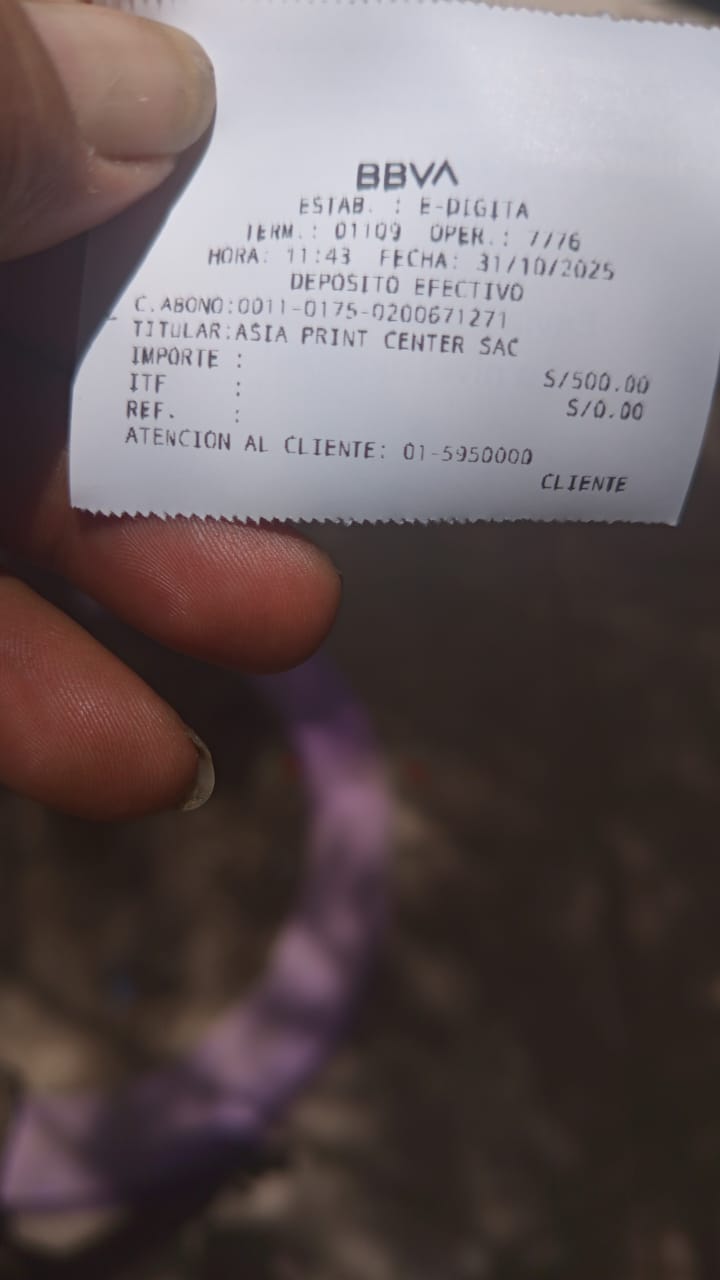 BBVA
ESTAB. : E-DIGITA
TERM.: 01109 OPER.: 7776
HORA: 11:43 FECHA: 31/10/2025
DEPOSITO EFECTIVO
C.ABONO:0011-0175-0200671271
TITULAR:ASIA PRINT CENTER SAC
IMPORTE : S/500.00
ITF : S/0.00
REF. :
ATENCION AL CLIENTE: 01-5950000
CLIENTE